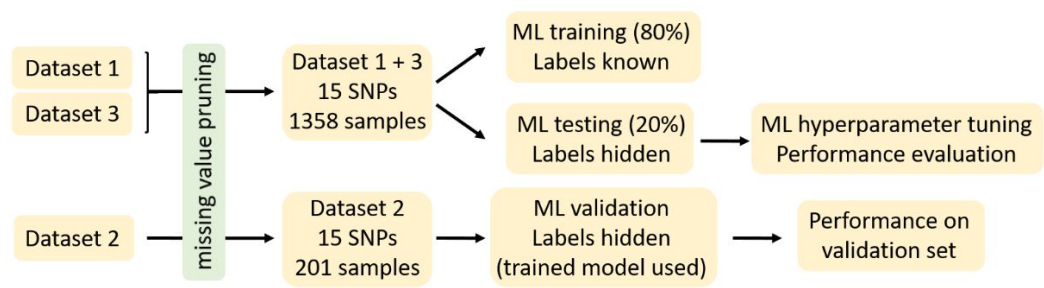 Dataset 1
Dataset 3
missing value pruning
Dataset 1 + 3
15 SNPs
1358 samples
ML training (80%)
Labels known
ML testing (20%)
Labels hidden
ML hyperparameter tuning
Performance evaluation
Dataset 2
Dataset 2
15 SNPs
201 samples
ML validation
Labels hidden
(trained model used)
Performance on
validation set